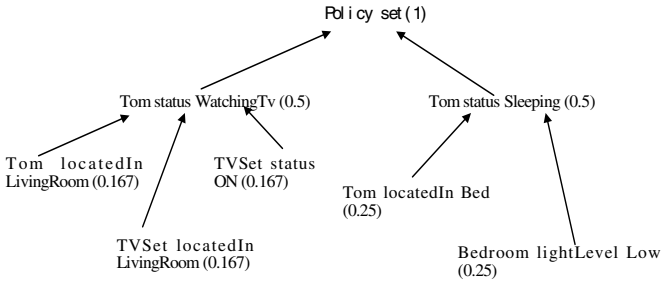 Policy set(1)
Tom status WatchingTv (0.5)
Tom status Sleeping (0.5)
Tom locatedIn
LivingRoom (0.167)
TVSet status
ON (0.167)
Tom locatedIn Bed
(0.25)
TVSet locatedIn
LivingRoom (0.167)
Bedroom lightLevel Low
(0.25)